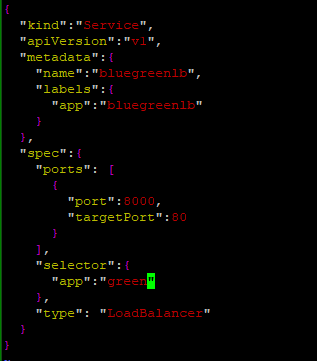 {
  "kind":"Service",
  "apiVersion":"v1",
  "metadata":{
    "name":"bluegreenlb",
    "labels":{
      "app":"bluegreenlb"
    }
  },
  "spec":{
    "ports": [
      {
        "port":8000,
        "targetPort":80
      }
    ],
    "selector":{
      "app":"green"
    },
    "type": "LoadBalancer"
  }
}